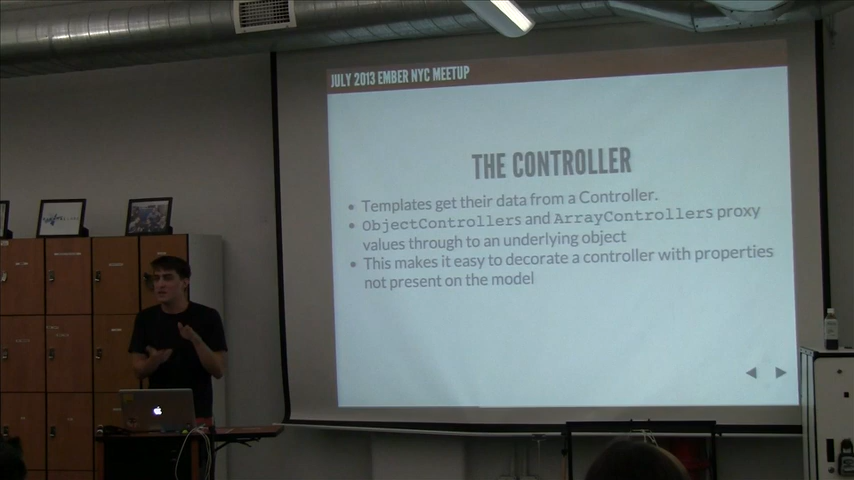 JULY 2013 EMBER NYC MEETUP
THE CONTROLLER
• Templates get their data from a Controller.
• ObjectControllers and ArrayControllers proxy
values through to an underlying object
• This makes it easy to decorate a controller with properties
not present on the model